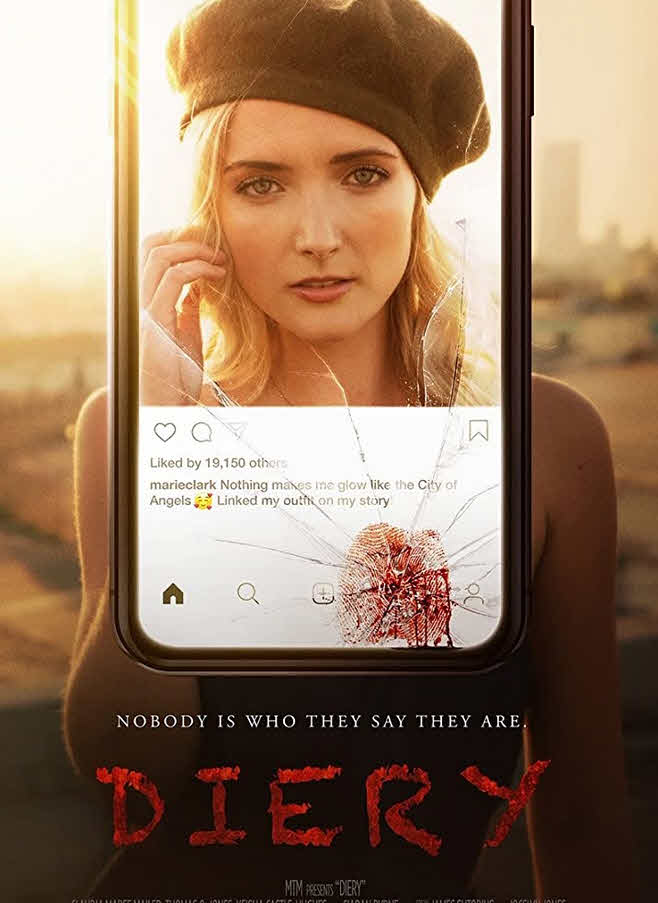 Liked by 19,150 others
marieclark Nothing makes me glow like the City of
Angels 🥰 Linked my outfit on my story!
NOBODY IS WHO THEY SAY THEY ARE.
DIERY
MTM PRESENTS "DIERY"